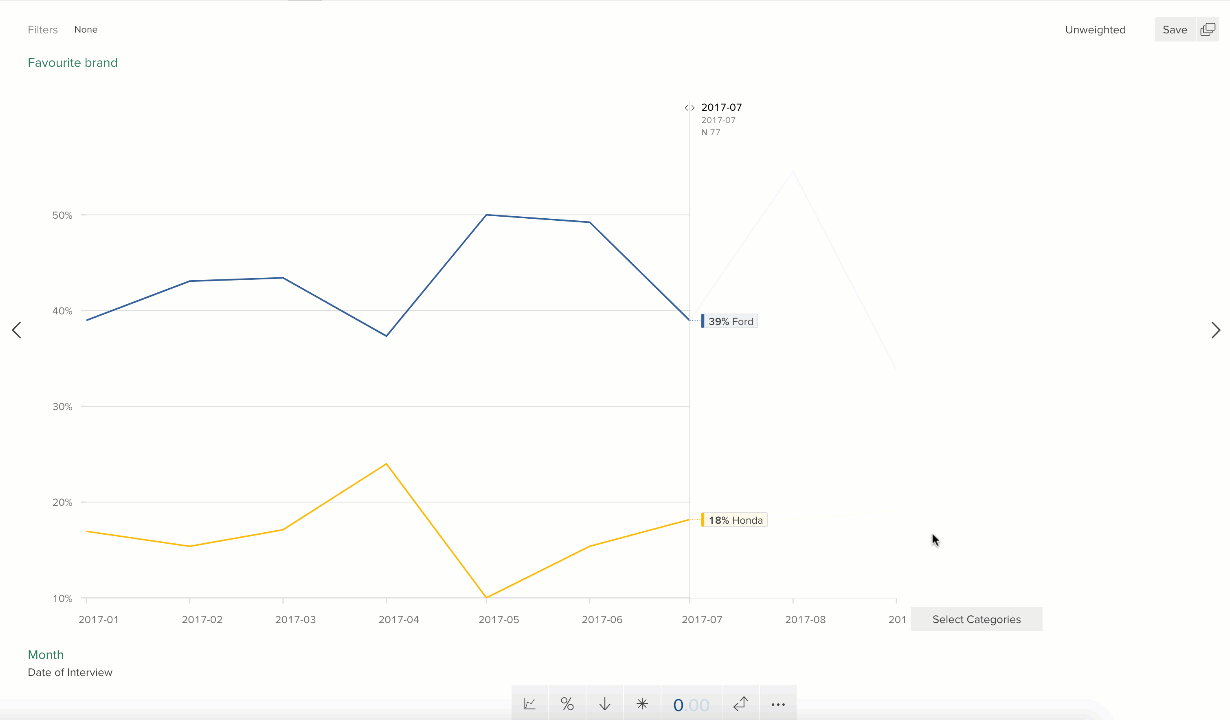 Filters None Unweighted Save
Favourite brand
2017-07
2017-07
N 77
50%
40%
39% Ford
30%
20%
18% Honda
10%
2017-01 2017-02 2017-03 2017-04 2017-05 2017-06 2017-07 2017-08 201 Select Categories
Month
Date of Interview
% 0.00